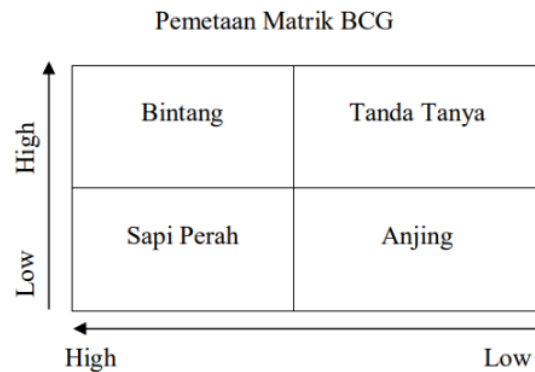 Pemetaan Matrik BCG
High
Bintang
Tanda Tanya
Low
Sapi Perah
Anjing
High
Low